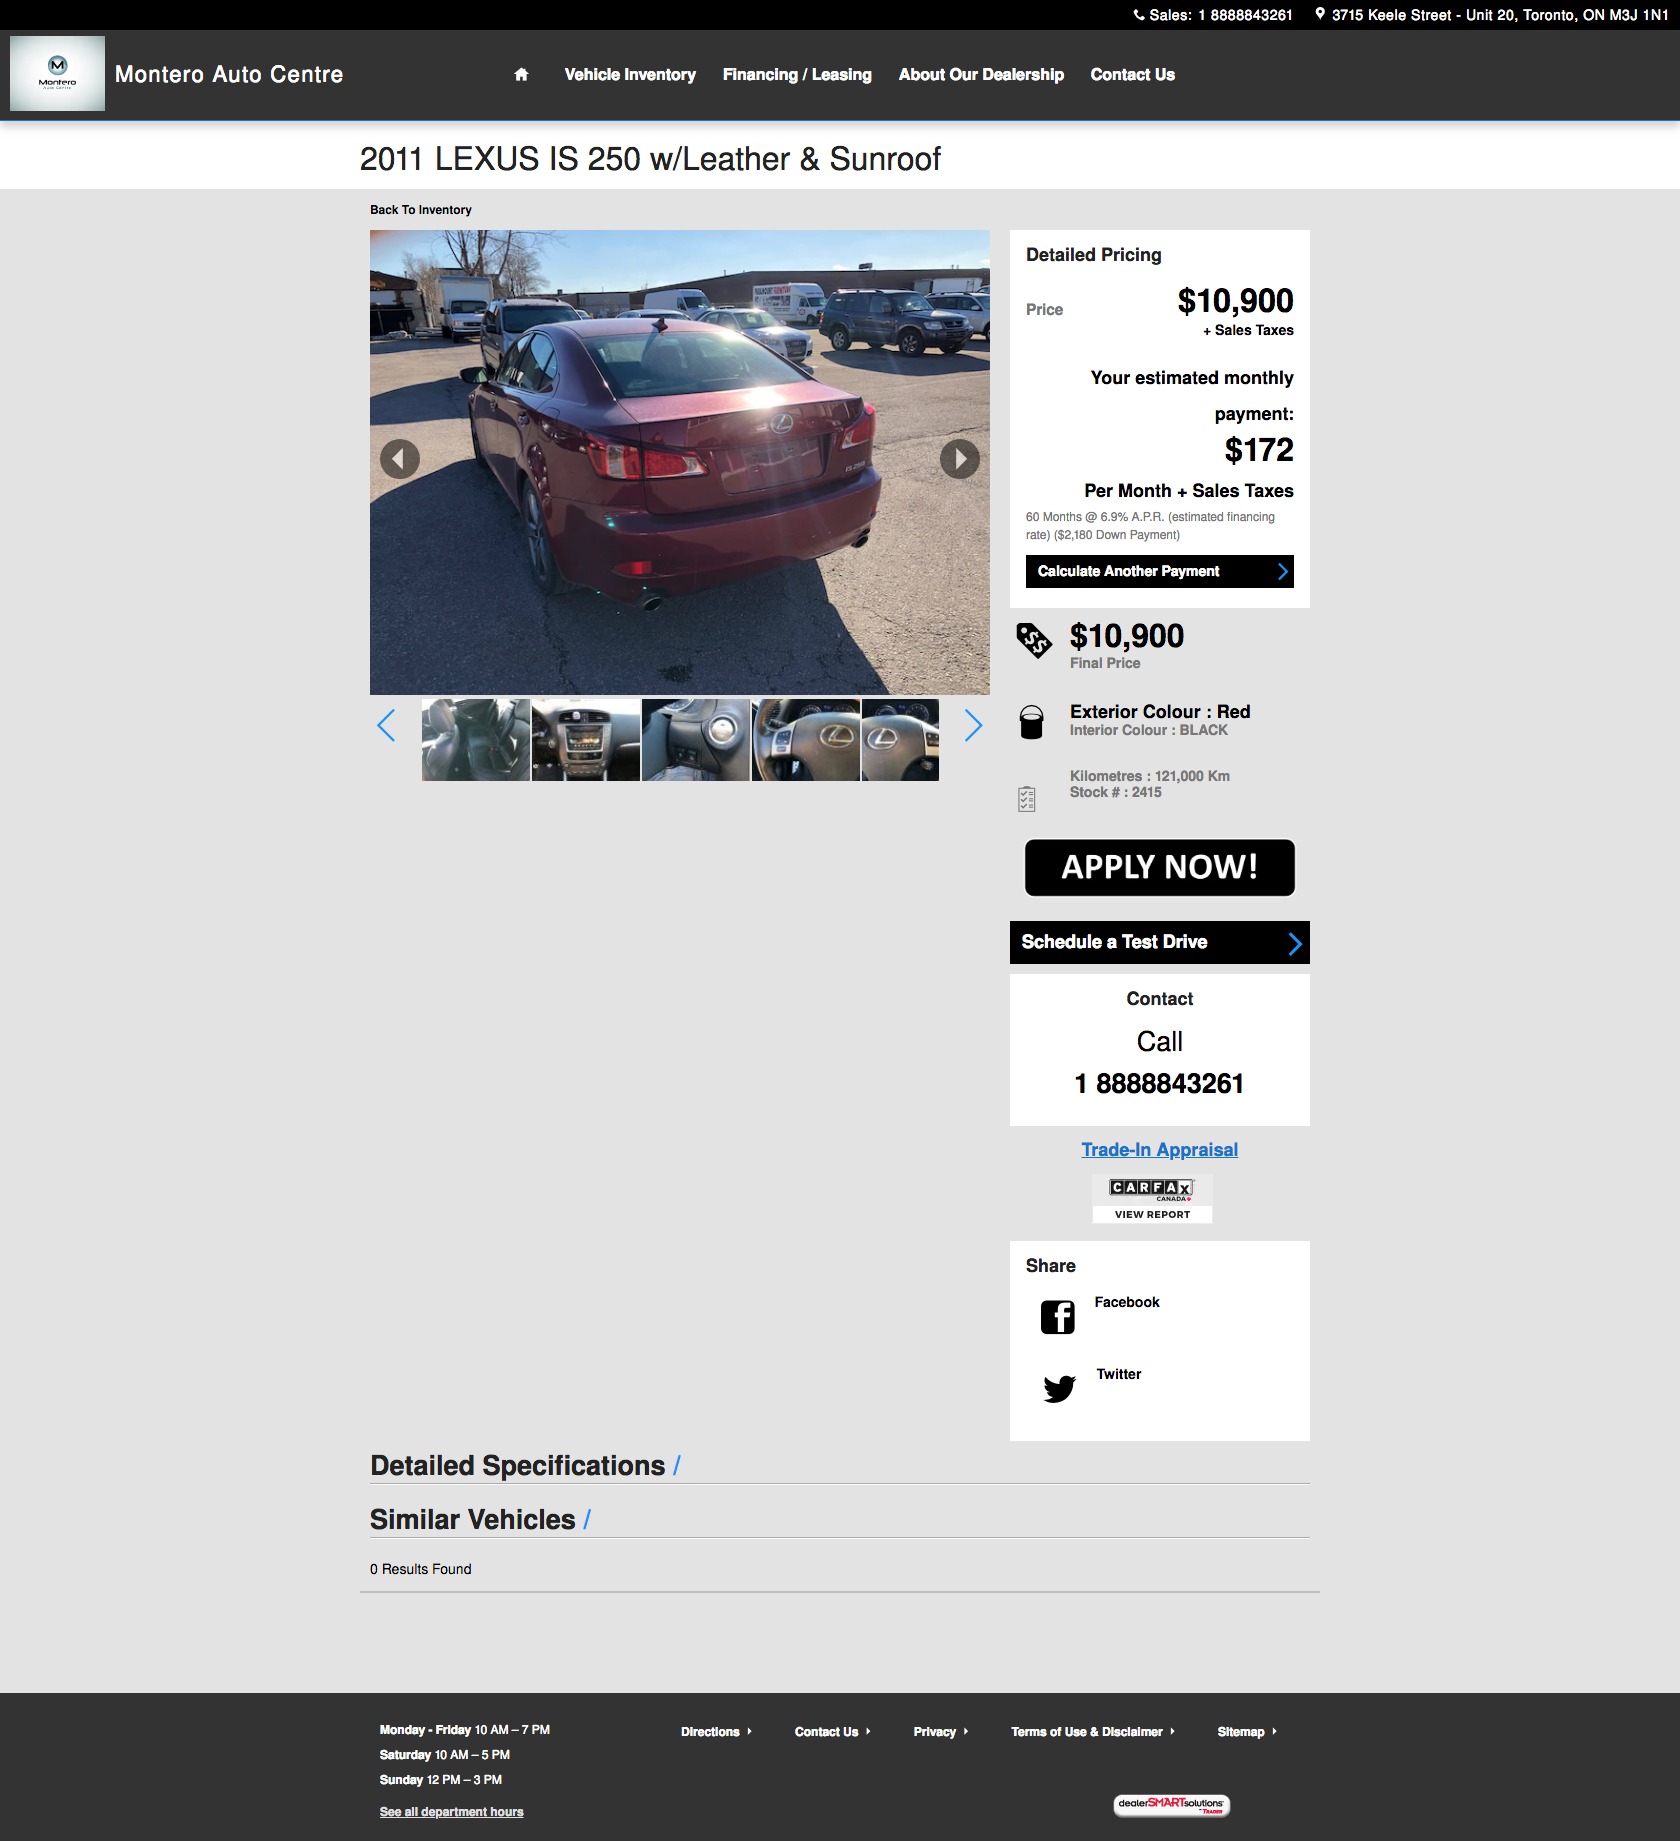 Sales: 1 8888843261
3715 Keele Street - Unit 20, Toronto, ON M3J 1N1
M
Montero
Auto Centre
Montero Auto Centre
Vehicle Inventory
Financing / Leasing
About Our Dealership
Contact Us
2011 LEXUS IS 250 w/Leather & Sunroof
Back To Inventory
IS 250
Detailed Pricing
Price
$10,900
+ Sales Taxes
Your estimated monthly
payment:
$172
Per Month + Sales Taxes
60 Months @ 6.9% A.P.R. (estimated financing
rate) ($2,180 Down Payment)
Calculate Another Payment
$10,900
Final Price
Exterior Colour : Red
Interior Colour : BLACK
Kilometres : 121,000 Km
Stock # : 2415
APPLY NOW!
Schedule a Test Drive
Contact
Call
1 8888843261
Trade-In Appraisal
CARFAX
CANADA
VIEW REPORT
Share
Facebook
Twitter
Detailed Specifications /
Similar Vehicles /
0 Results Found
Monday - Friday 10 AM – 7 PM
Saturday 10 AM – 5 PM
Sunday 12 PM – 3 PM
See all department hours
Directions
Contact Us
Privacy
Terms of Use & Disclaimer
Sitemap
dealerSMARTsolutions
TRADER